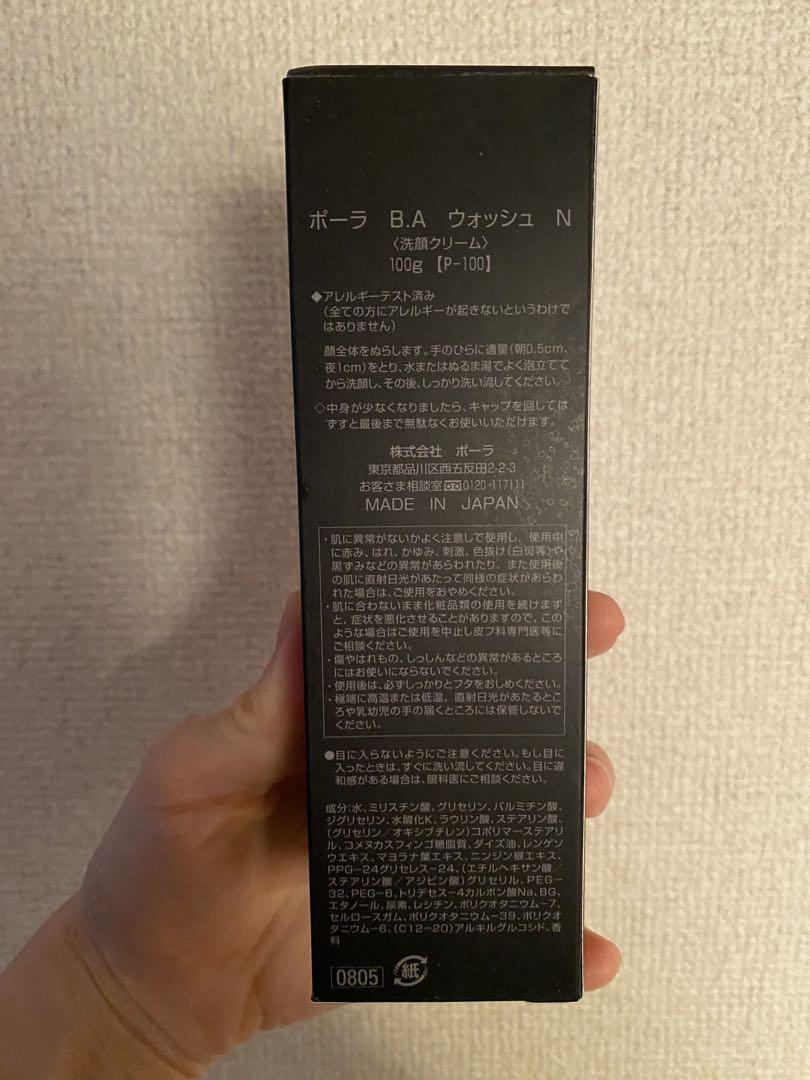 ポーラ B.A ウォッシュ N
〈洗顔クリーム〉
100g 【P-100】
◆アレルギーテスト済み
(全ての方にアレルギーが起きないというわけで
はありません)
顔全体をぬらします。手のひらに適量(朝0.5cm、
夜1cm)をとり、水またはぬるま湯でよく泡立てて
から洗顔し、その後、しっかり洗い流してください。
◇中身が少なくなりましたら、キャップを回しては
ずすと最後まで無駄なくお使いいただけます。
株式会社 ポーラ
東京都品川区西五反田2-2-3
お客さま相談室 0120-117111
MADE IN JAPAN
・肌に異常がないかよく注意して使用し、使用中
に赤み、はれ、かゆみ、刺激、色抜け(白斑等)や
黒ずみなどの異常があらわれたり、また使用後
の肌に直射日光があたって同様の症状があらわ
れた場合は、ご使用をおやめください。
・肌に合わないまま化粧品類の使用を続けます
と、症状を悪化させることがありますので、この
ような場合はご使用を中止し皮フ科専門医等に
ご相談ください。
・傷やはれもの、しっしんなどの異常があるところ
にはお使いにならないでください。
・使用後は、必ずしっかりとフタをおしめください。
・極端に高温または低温、直射日光があたるとこ
ろや乳幼児の手の届くところには保管しないで
ください。
●目に入らないようにご注意ください。もし目に
入ったときは、すぐに洗い流してください。目に違
和感がある場合は、眼科医にご相談ください。
成分:水、ミリスチン酸、グリセリン、パルミチン酸、
ジグリセリン、水酸化K、ラウリン酸、ステアリン酸、
(グリセリン/オキシブチレン)コポリマーステアリ
ル、コメヌカスフィンゴ糖脂質、ダイズ油、レンゲソ
ウエキス、マヨラナ葉エキス、ニンジン根エキス、
PPG-24グリセレス-24、(エチルヘキサン酸/
ステアリン酸/アジピン酸)グリセリル、PEG-
32、PEG-6、トリデセス-4カルボン酸Na、BG、
エタノール、尿素、レシチン、ポリクオタニウム-7、
セルロースガム、ポリクオタニウム-39、ポリクオ
タニウム-6、(C12-20)アルキルグルコシド、香
料
0805
紙